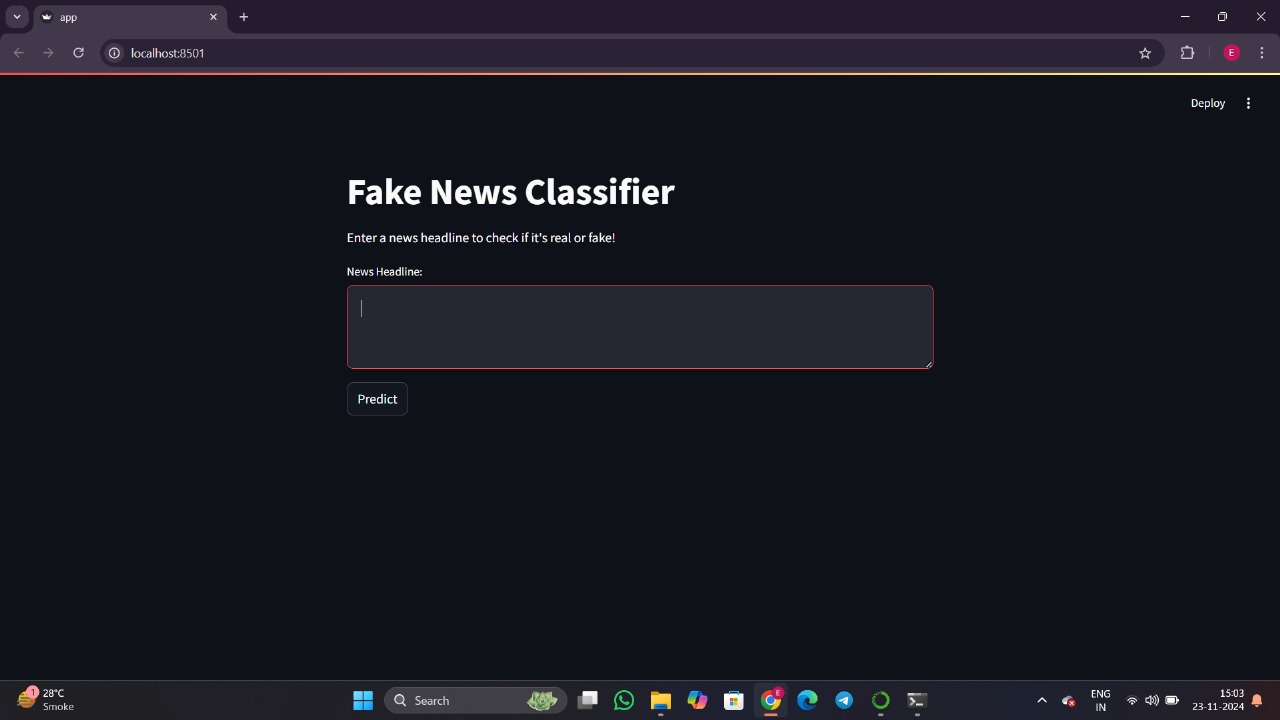 app
localhost:8501
E
Deploy
Fake News Classifier
Enter a news headline to check if it's real or fake!
News Headline:
Predict
1
28°C
Smoke
Search
E
ENG
IN
15:03
23-11-2024